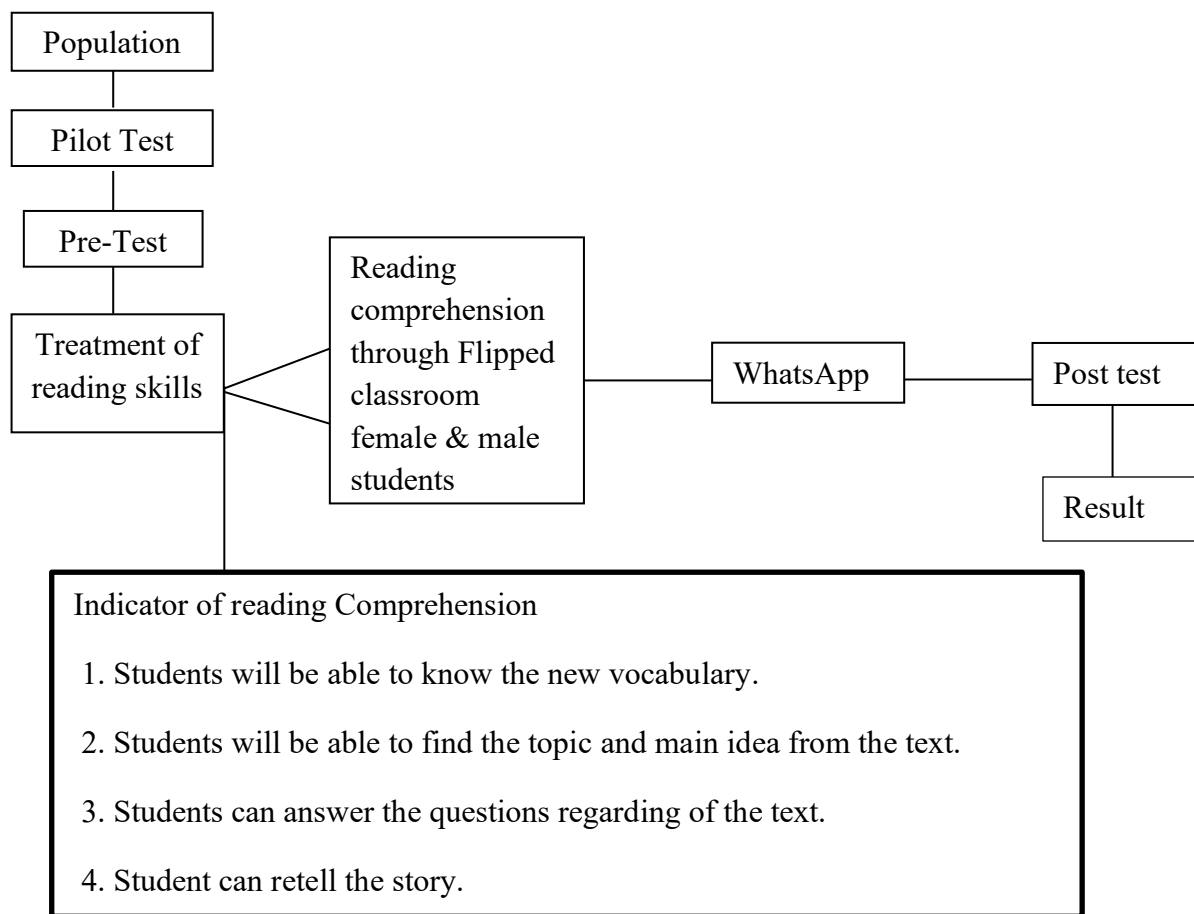 Population
Pilot Test
Pre-Test
Treatment of
reading skills
Reading
comprehension
through Flipped
classroom
female & male
students
WhatsApp
Post test
Result
Indicator of reading Comprehension
1. Students will be able to know the new vocabulary.
2. Students will be able to find the topic and main idea from the text.
3. Students can answer the questions regarding of the text.
4. Student can retell the story.